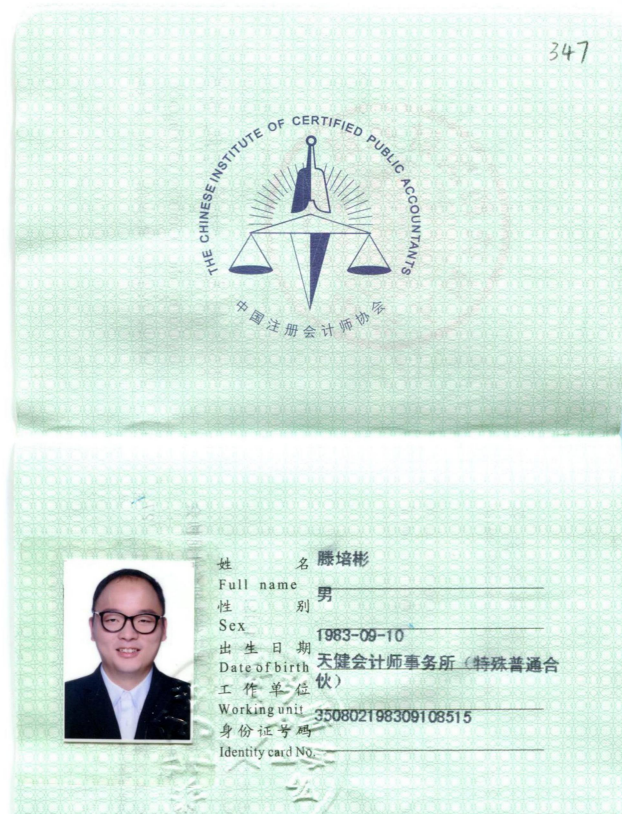 347
THE CHINESE INSTITUTE OF CERTIFIED PUBLIC ACCOUNTANTS
中国注册会计师协会
姓 名 滕培彬
Full name
性 别 男
Sex
出生日期 1983-09-10
Date of birth
工作单位 天健会计师事务所（特殊普通合
伙）
Working unit
身份证号码 350802198309108515
Identity card No.